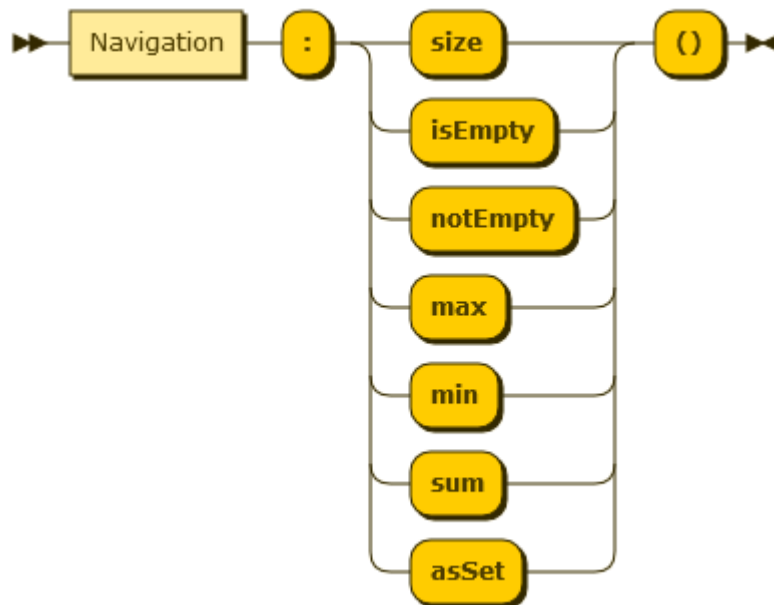 Navigation : size ()
isEmpty
notEmpty
max
min
sum
asSet